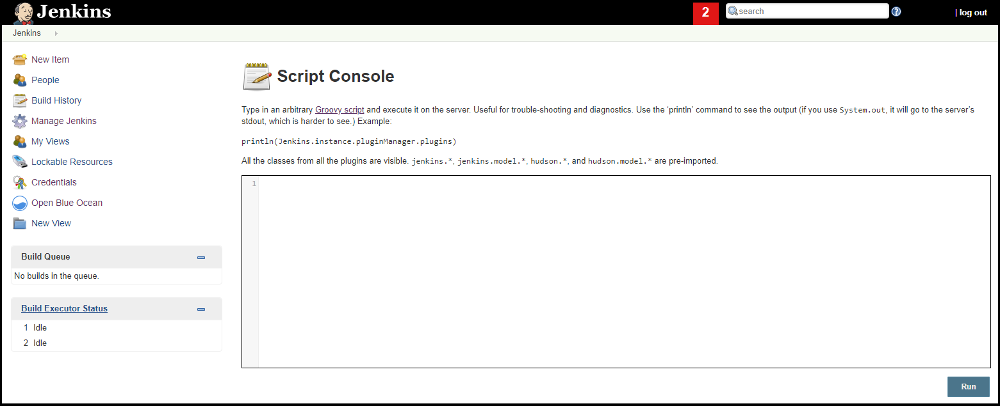 Jenkins
2
search
| log out
Jenkins
New Item
People
Build History
Manage Jenkins
My Views
Lockable Resources
Credentials
Open Blue Ocean
New View
Build Queue
No builds in the queue.
Build Executor Status
1 Idle
2 Idle
Script Console
Type in an arbitrary Groovy script and execute it on the server. Useful for trouble-shooting and diagnostics. Use the ‘println’ command to see the output (if you use System.out, it will go to the server’s
stdout, which is harder to see.) Example:
println(Jenkins.instance.pluginManager.plugins)
All the classes from all the plugins are visible. jenkins.*, jenkins.model.*, hudson.*, and hudson.model.* are pre-imported.
1
Run